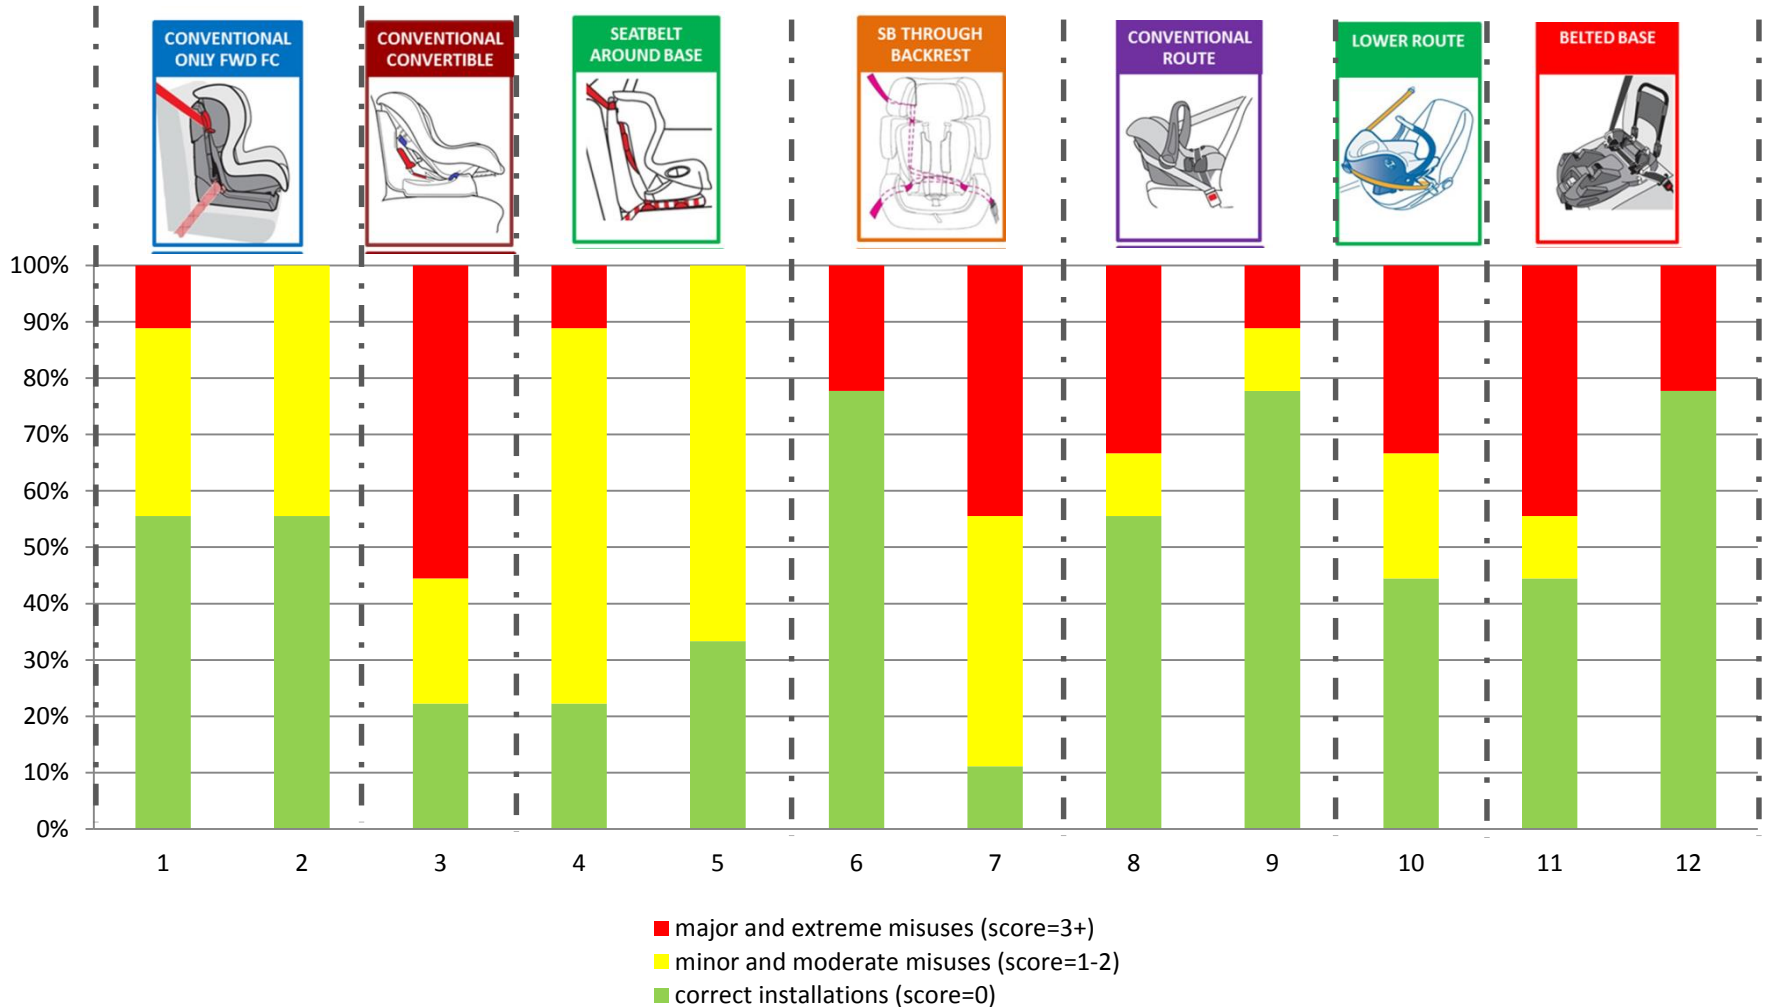 CONVENTIONAL
ONLY FWD FC
CONVENTIONAL
CONVERTIBLE
SEATBELT
AROUND BASE
SB THROUGH
BACKREST
CONVENTIONAL
ROUTE
LOWER ROUTE
BELTED BASE
100%
90%
80%
70%
60%
50%
40%
30%
20%
10%
0%
1 2 3 4 5 6 7 8 9 10 11 12
major and extreme misuses (score=3+)
minor and moderate misuses (score=1-2)
correct installations (score=0)